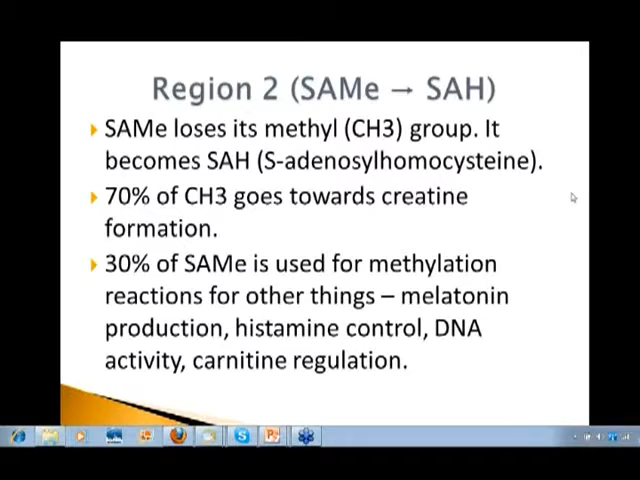 Region 2 (SAMe → SAH)
SAMe loses its methyl (CH3) group. It
becomes SAH (S-adenosylhomocysteine).
70% of CH3 goes towards creatine
formation.
30% of SAMe is used for methylation
reactions for other things – melatonin
production, histamine control, DNA
activity, carnitine regulation.